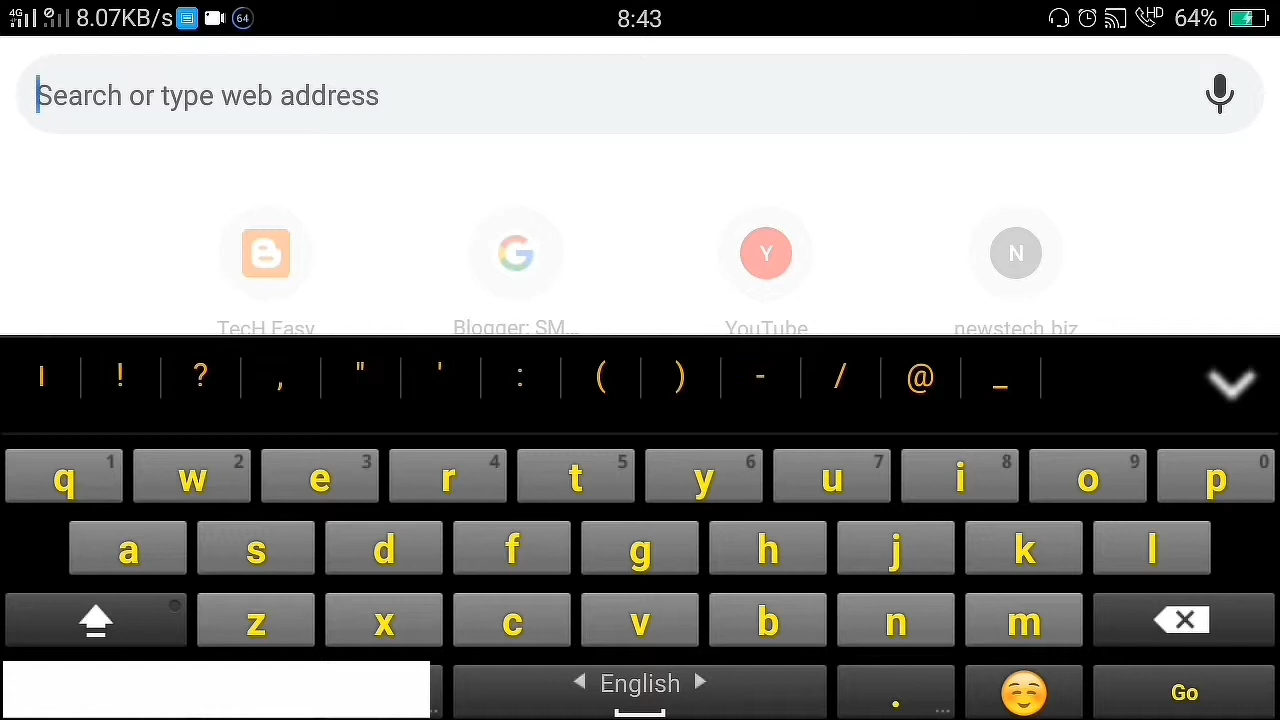 4G 8.07KB/s 64 8:43 HD 64%
Search or type web address
Y N
TecH Easy Blogger: SM... YouTube newstech.biz
I ! ? , " ' : ( ) - / @ _
q 1 w 2 e 3 r 4 t 5 y 6 u 7 i 8 o 9 p 0
a s d f g h j k l
z x c v b n m
... English . ... Go